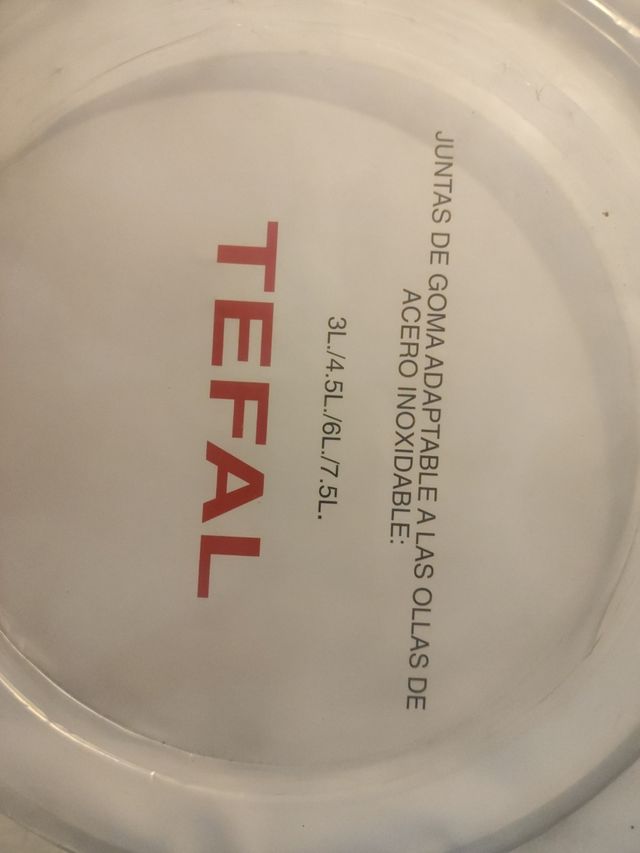 JUNTAS DE GOMA ADAPTABLE A LAS OLLAS DE
ACERO INOXIDABLE:
3L./4.5L./6L./7.5L.
TEFAL